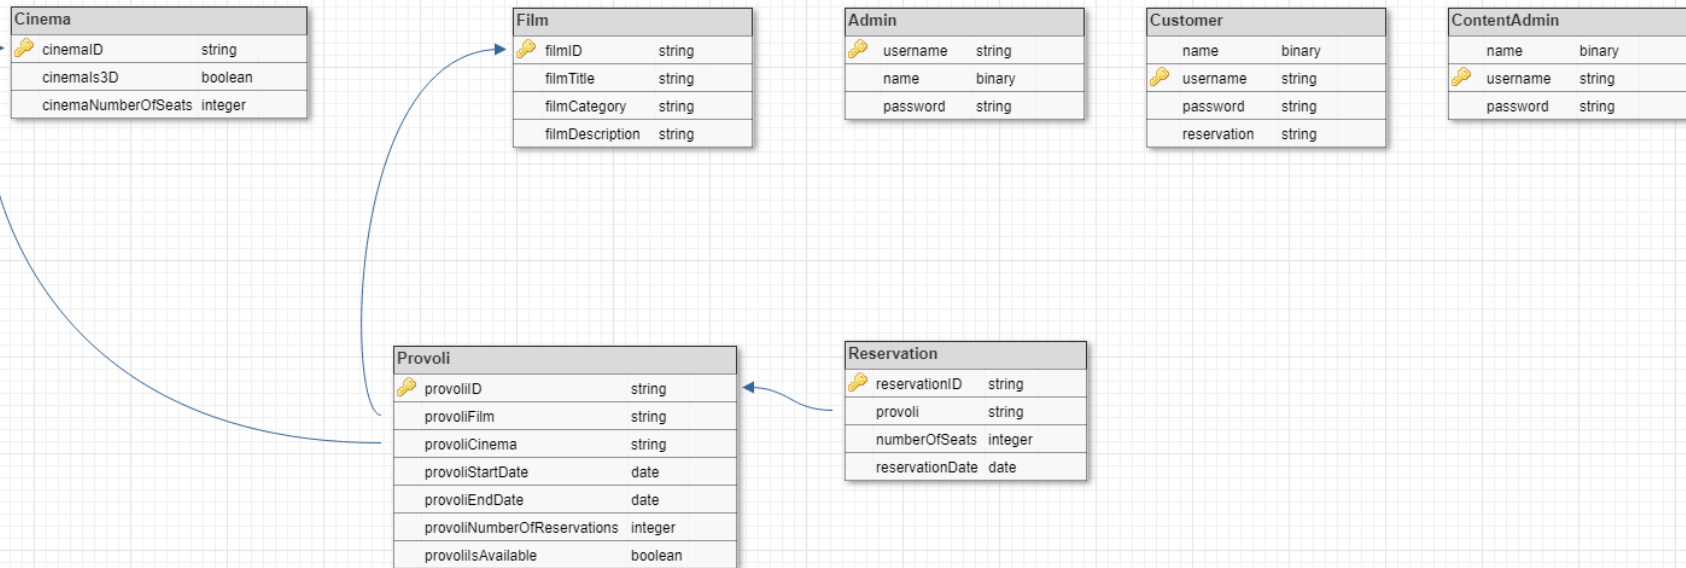 Cinema
cinemaID string
cinemaIs3D boolean
cinemaNumberOfSeats integer
Film
filmID string
filmTitle string
filmCategory string
filmDescription string
Admin
username string
name binary
password string
Customer
name binary
username string
password string
reservation string
ContentAdmin
name binary
username string
password string
Provoli
provoliID string
provoliFilm string
provoliCinema string
provoliStartDate date
provoliEndDate date
provoliNumberOfReservations integer
provoliIsAvailable boolean
Reservation
reservationID string
provoli string
numberOfSeats integer
reservationDate date